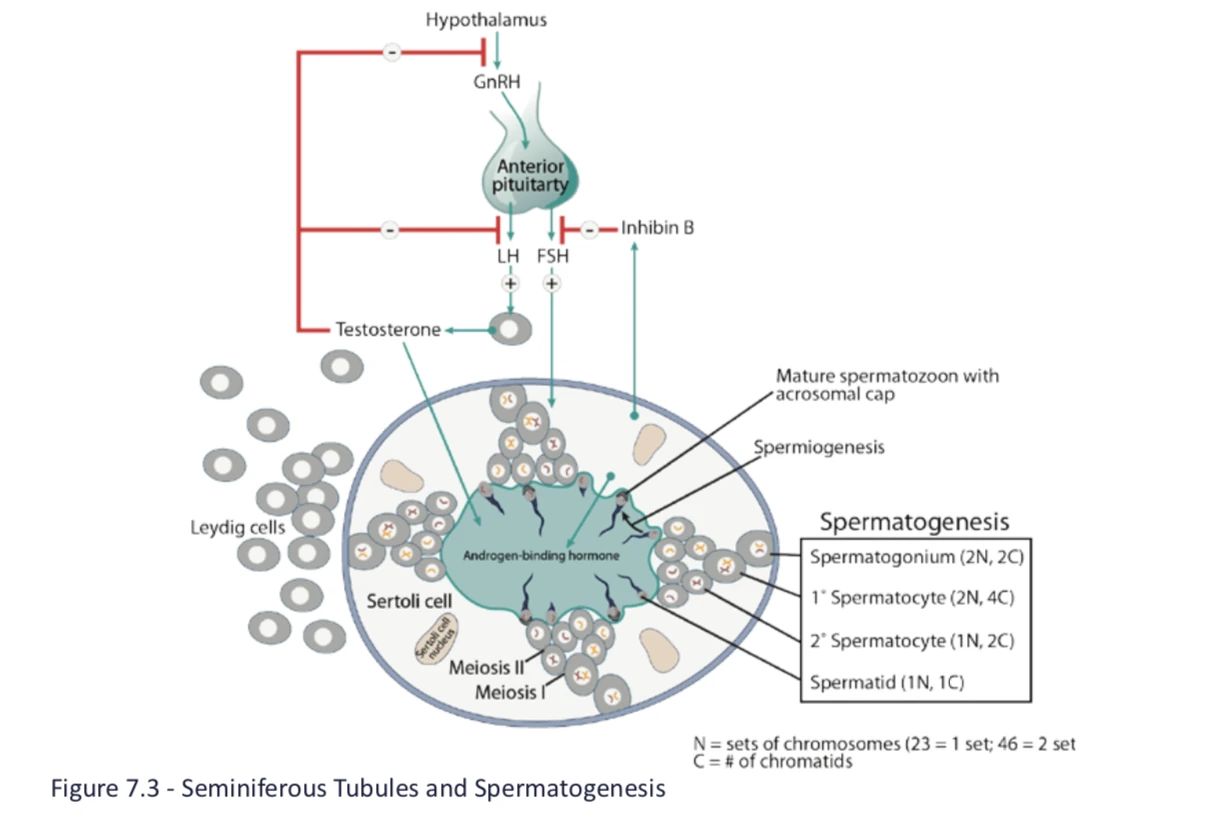 Hypothalamus
-
GnRH
Anterior
pituitarty
-
-
Inhibin B
LH
FSH
+
+
Testosterone
Mature spermatozoon with
acrosomal cap
Spermiogenesis
Leydig cells
Androgen-binding hormone
Spermatogenesis
Spermatogonium (2N, 2C)
1° Spermatocyte (2N, 4C)
2° Spermatocyte (1N, 2C)
Spermatid (1N, 1C)
Sertoli cell
Sertoli cell
nucleus
Meiosis II
Meiosis I
N = sets of chromosomes (23 = 1 set; 46 = 2 set
C = # of chromatids
Figure 7.3 - Seminiferous Tubules and Spermatogenesis